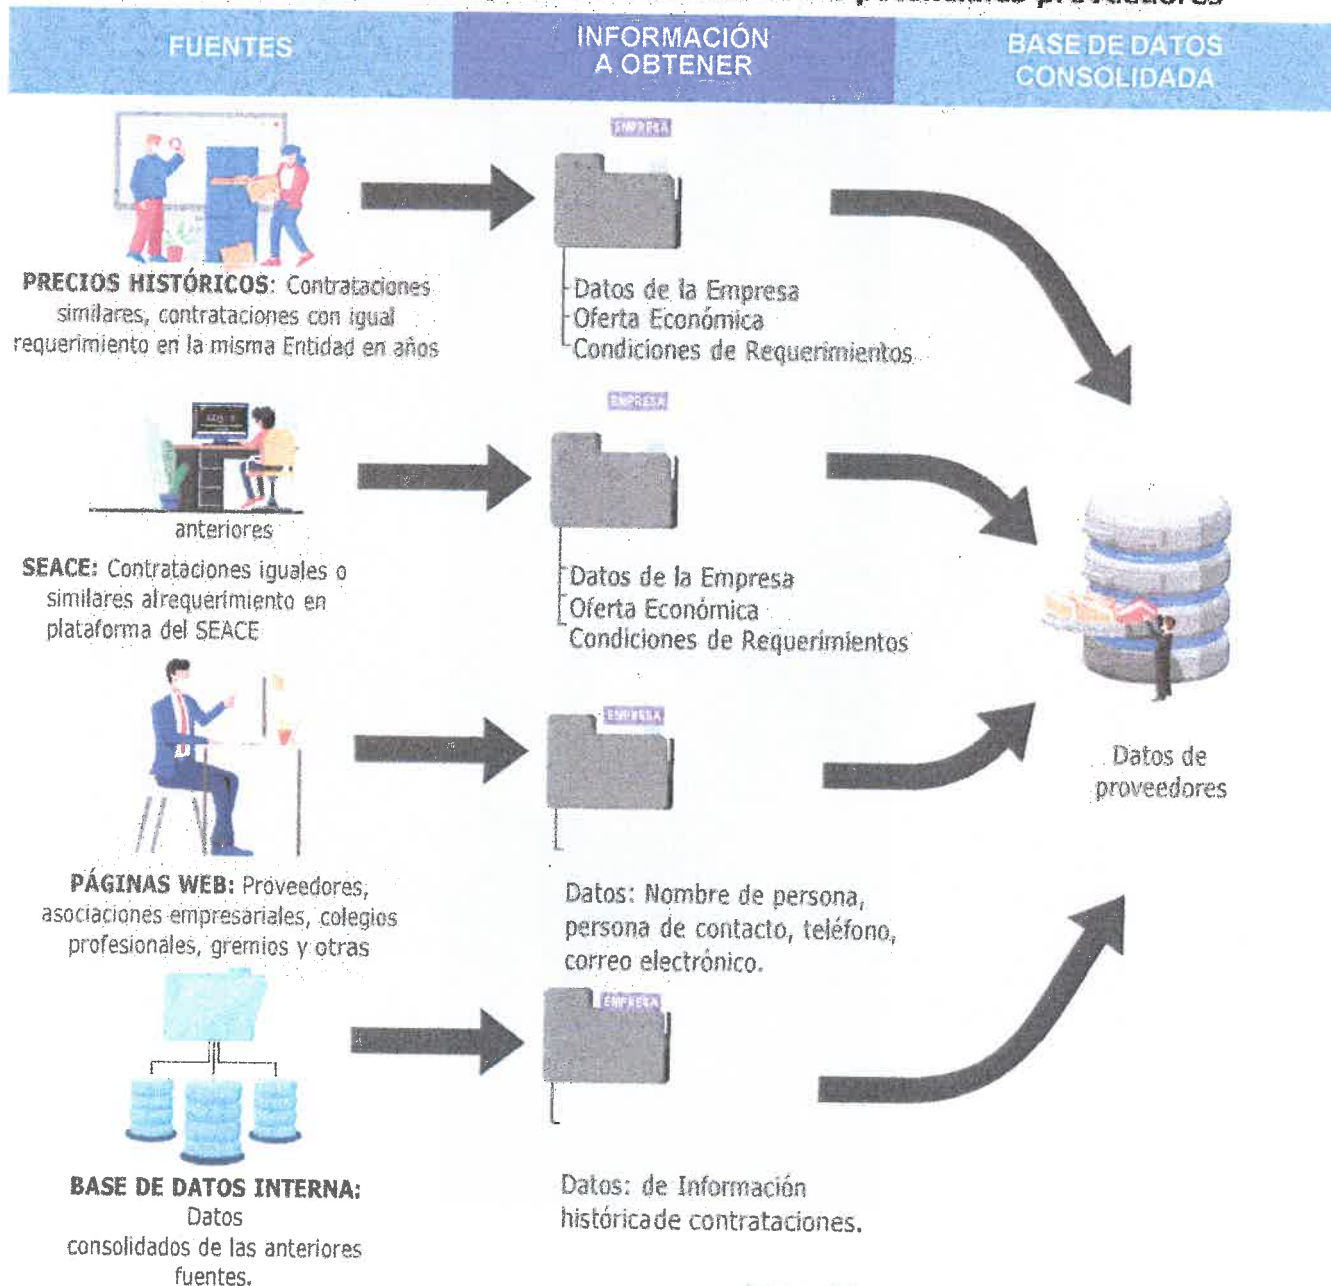 potenciales proveedores
FUENTES
INFORMACIÓN
A OBTENER
BASE DE DATOS
CONSOLIDADA
EMPRESA
PRECIOS HISTÓRICOS: Contrataciones
similares, contrataciones con igual
requerimiento en la misma Entidad en años
Datos de la Empresa
Oferta Económica
Condiciones de Requerimientos
EMPRESA
anteriores
SEACE: Contrataciones iguales o
similares alrequerimiento en
plataforma del SEACE
Datos de la Empresa
Oferta Económica
Condiciones de Requerimientos
EMPRESA
Datos de
proveedores
PÁGINAS WEB: Proveedores,
asociaciones empresariales, colegios
profesionales, gremios y otras
Datos: Nombre de persona,
persona de contacto, teléfono,
correo electrónico.
EMPRESA
BASE DE DATOS INTERNA:
Datos
consolidados de las anteriores
fuentes.
Datos: de Información
históricade contrataciones.